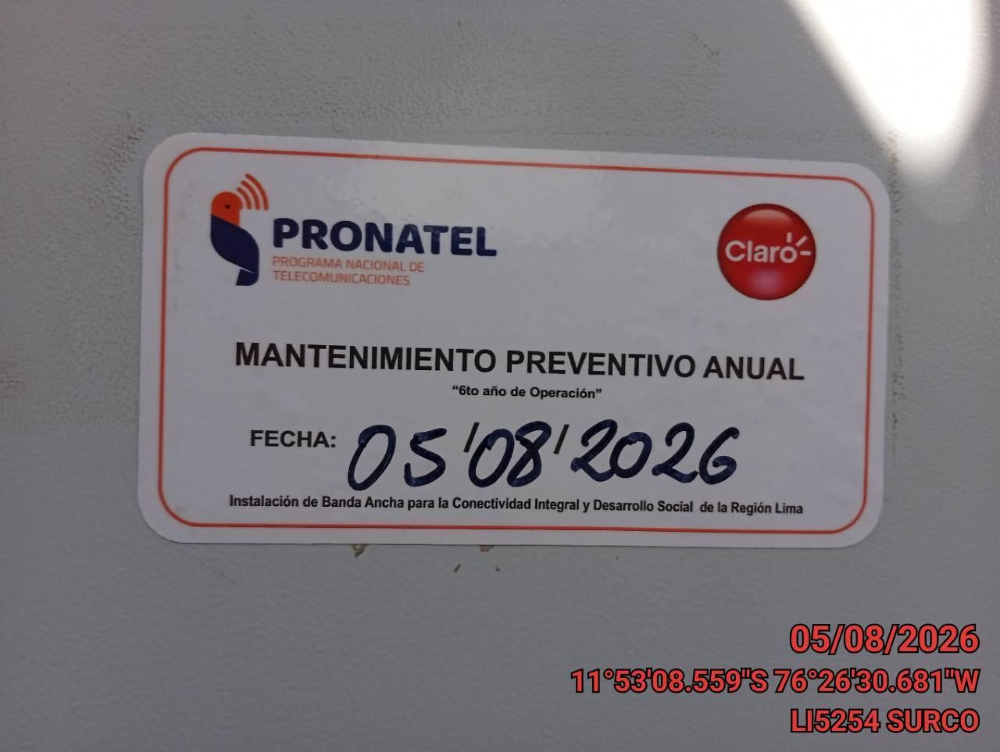 PRONATEL
PROGRAMA NACIONAL DE
TELECOMUNICACIONES
Claro
MANTENIMIENTO PREVENTIVO ANUAL
“6to año de Operación”
FECHA: 05/08/2026
Instalación de Banda Ancha para la Conectividad Integral y Desarrollo Social de la Región Lima
05/08/2026
11°53'08.559"S 76°26'30.681"W
LI5254 SURCO